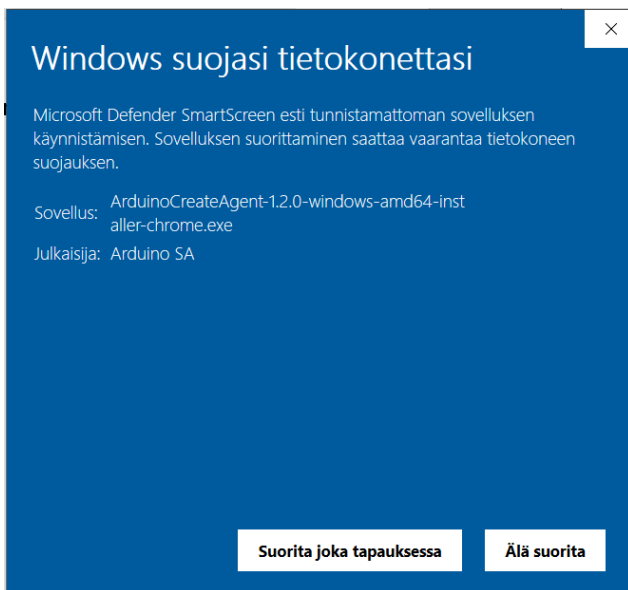 Windows suojasi tietokonettasi
Microsoft Defender SmartScreen esti tunnistamattoman sovelluksen
käynnistämisen. Sovelluksen suorittaminen saattaa vaarantaa tietokoneen
suojauksen.
Sovellus: ArduinoCreateAgent-1.2.0-windows-amd64-inst
aller-chrome.exe
Julkaisija: Arduino SA
Suorita joka tapauksessa
Älä suorita